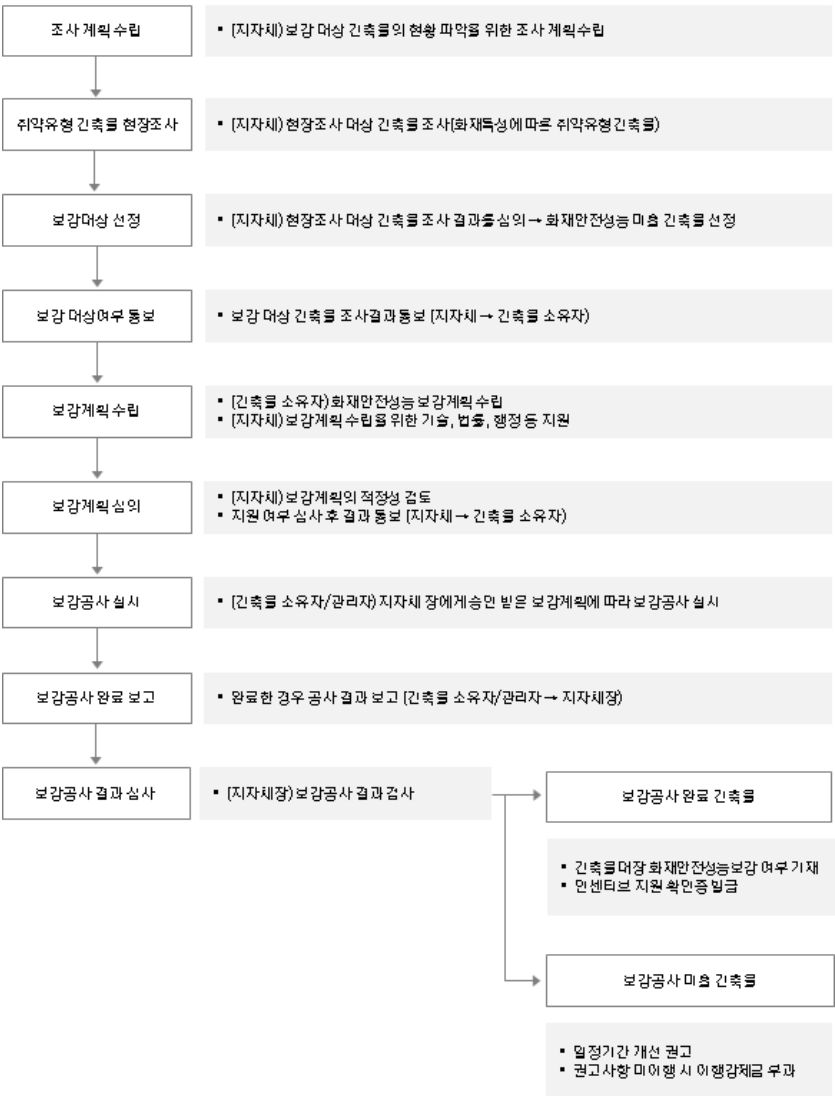 조사 계획 수립
▪ (지자체) 보강 대상 건축물의 현황 파악을 위한 조사 계획 수립
취약유형 건축물 현장조사
▪ (지자체) 현장조사 대상 건축물 조사(화재특성에 따른 취약유형건축물)
보강대상 선정
▪ (지자체) 현장조사 대상 건축물 조사 결과를 심의 → 화재안전성능 미흡 건축물 선정
보강 대상여부 통보
▪ 보강 대상 건축물 조사결과 통보 (지자체 → 건축물 소유자)
보강계획 수립
▪ (건축물 소유자) 화재안전성능 보강계획 수립
▪ (지자체) 보강계획 수립을 위한 기술, 법률, 행정 등 지원
보강계획 심의
▪ (지자체) 보강계획의 적정성 검토
▪ 지원 여부 심사 후 결과 통보 (지자체 → 건축물 소유자)
보강공사 실시
▪ (건축물 소유자/관리자) 지자체 장에게 승인 받은 보강계획에 따라 보강공사 실시
보강공사 완료 보고
▪ 완료한 경우 공사 결과 보고 (건축물 소유자/관리자 → 지자체장)
보강공사 결과 심사
▪ (지자체장) 보강공사 결과 검사
보강공사 완료 건축물
▪ 건축물대장 화재안전성능보강 여부 기재
▪ 인센티브 지원 확인증 발급
보강공사 미흡 건축물
▪ 일정기간 개선 권고
▪ 권고사항 미이행 시 이행강제금 부과